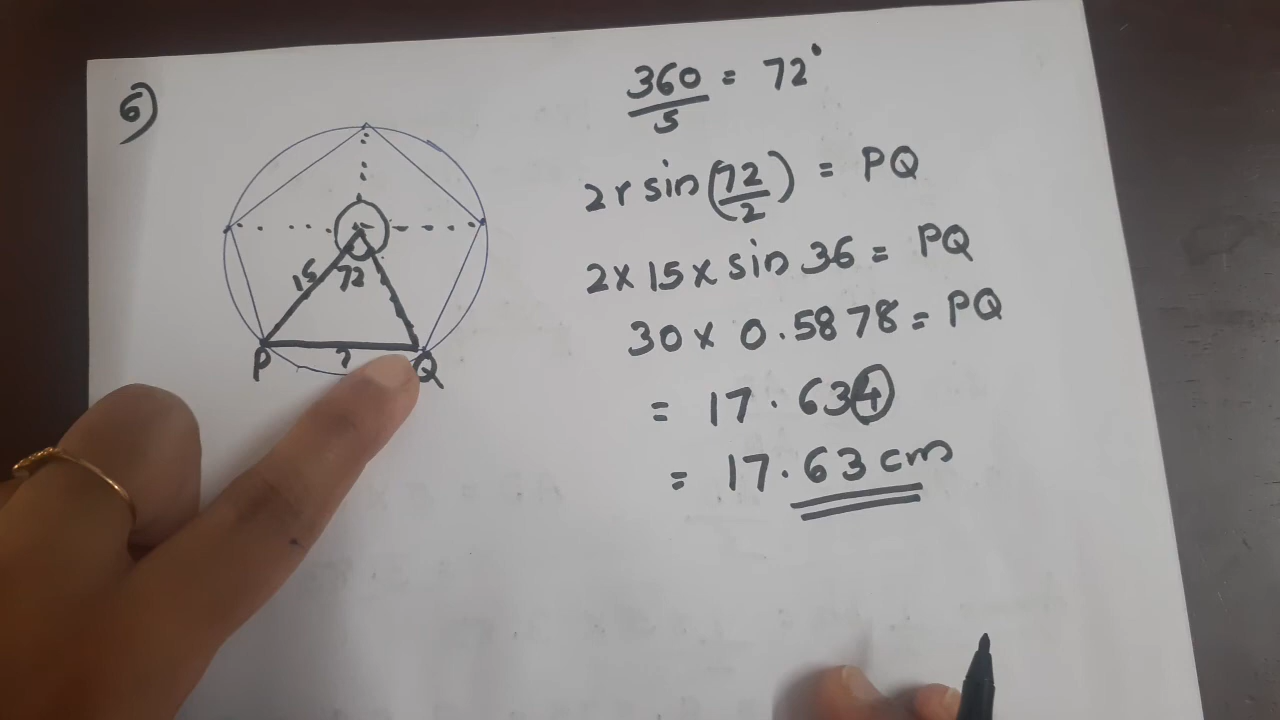 6)
360/5 = 72°
2r sin(72/2) = PQ
2 x 15 x sin 36 = PQ
30 x 0.5878 = PQ
= 17.634
= 17.63 cm
15
72
P ? Q